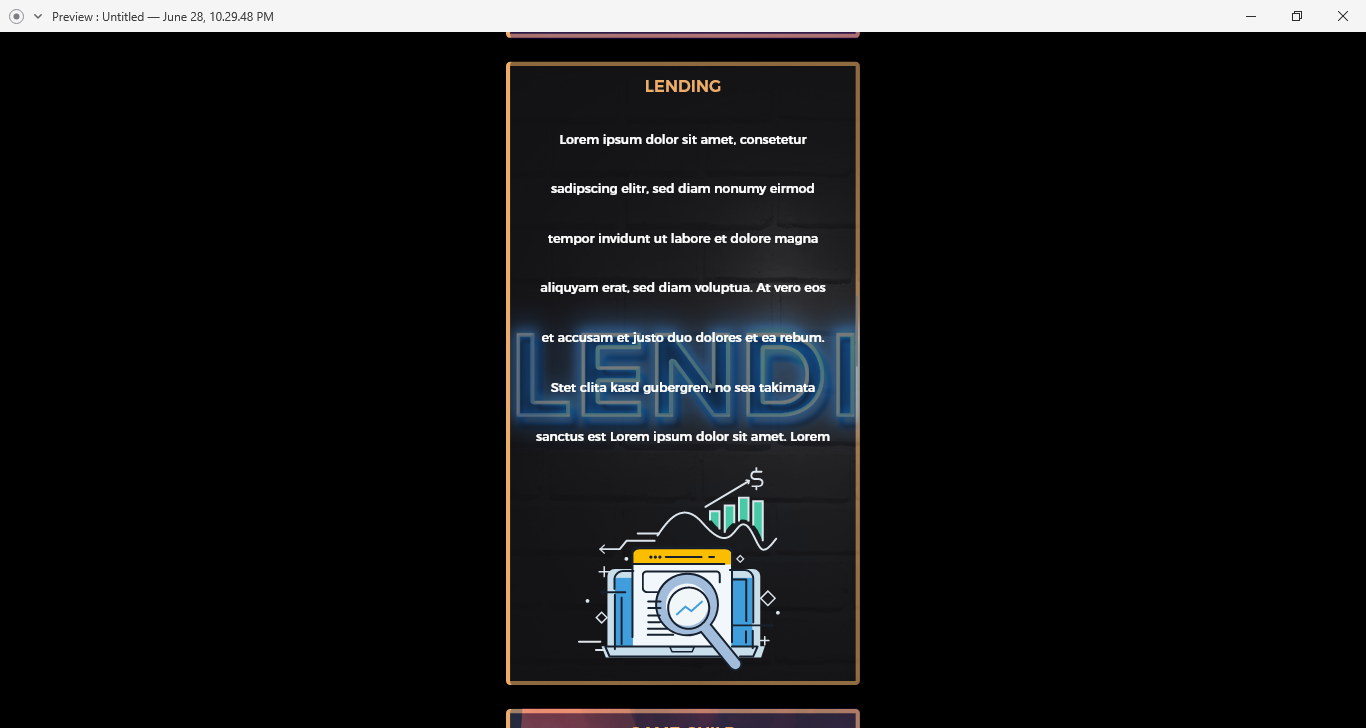 Preview : Untitled — June 28, 10.29.48 PM
LENDING
Lorem ipsum dolor sit amet, consetetur
sadipscing elitr, sed diam nonumy eirmod
tempor invidunt ut labore et dolore magna
aliquyam erat, sed diam voluptua. At vero eos
et accusam et justo duo dolores et ea rebum.
LENDI
Stet clita kasd gubergren, no sea takimata
sanctus est Lorem ipsum dolor sit amet. Lorem
$